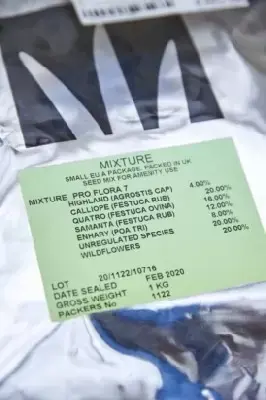 MIXTURE
SMALL EU A PACKAGE, PACKED IN UK
SEED MIX FOR AMENITY USE
MIXTURE PRO FLORA 7
HIGHLAND (AGROSTIS CAP) 4.00%
CALLIOPE (FESTUCA RUB) 20.00%
QUATRO (FESTUCA OVINA) 16.00%
SAMANTA (FESTUCA RUB) 12.00%
ENHARY (POA TRI) 8.00%
UNREGULATED SPECIES 20.00%
WILDFLOWERS 20.00%
LOT 20/1122/10716
DATE SEALED FEB 2020
GROSS WEIGHT 1 KG
PACKERS No 1122